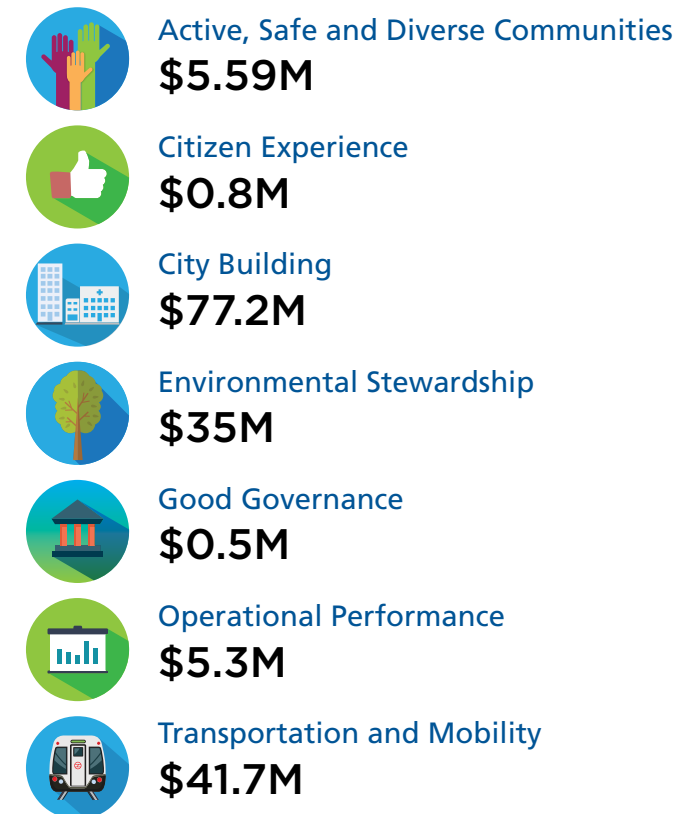 Active, Safe and Diverse Communities
$5.59M
Citizen Experience
$0.8M
City Building
$77.2M
Environmental Stewardship
$35M
Good Governance
$0.5M
Operational Performance
$5.3M
Transportation and Mobility
$41.7M